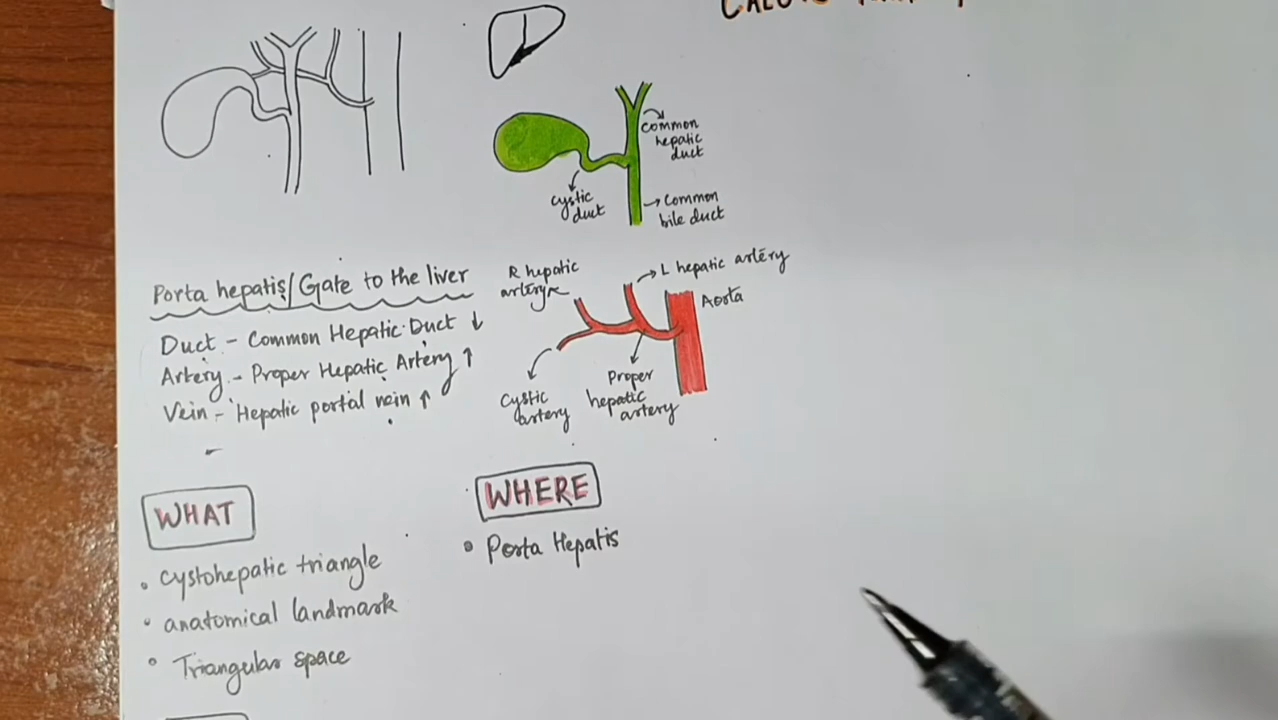 common
hepatic
duct
cystic
duct
common
bile duct
Porta hepatis/Gate to the liver
Duct - Common Hepatic Duct ↓
Artery - Proper Hepatic Artery ↑
Vein - Hepatic portal vein ↑
R hepatic
artery
L hepatic artery
Aorta
Cystic
artery
Proper
hepatic
artery
WHAT
• Cystohepatic triangle
• anatomical landmark
• Triangular space
WHERE
• Porta Hepatis